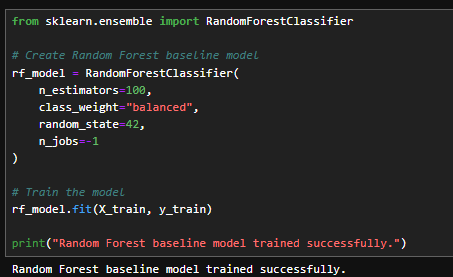 from sklearn.ensemble import RandomForestClassifier
# Create Random Forest baseline model
rf_model = RandomForestClassifier(
    n_estimators=100,
    class_weight="balanced",
    random_state=42,
    n_jobs=-1
)
# Train the model
rf_model.fit(X_train, y_train)
print("Random Forest baseline model trained successfully.")
Random Forest baseline model trained successfully.